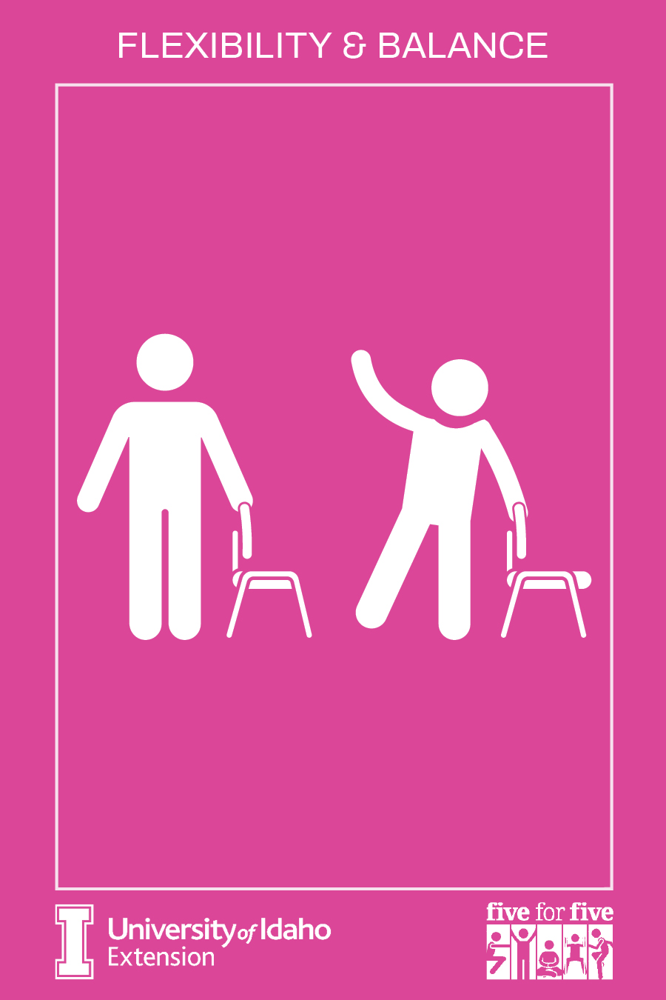 FLEXIBILITY & BALANCE
University of Idaho
Extension
five for five